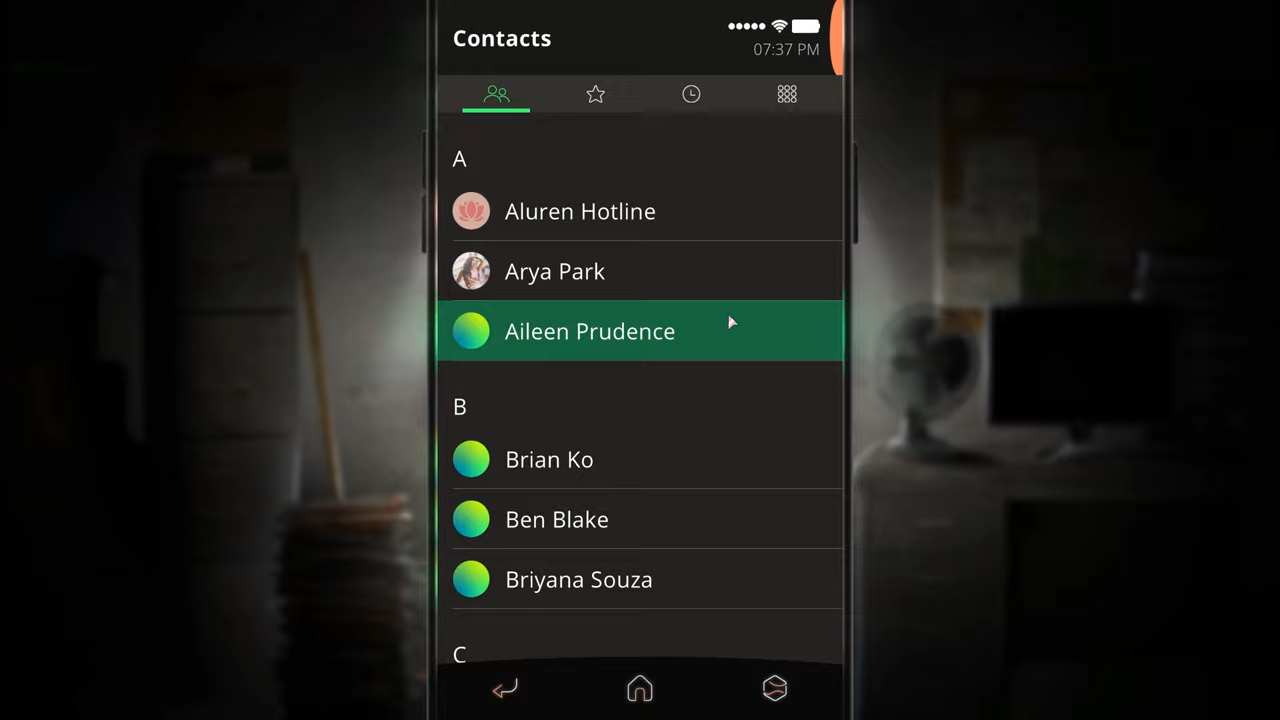 Contacts
07:37 PM
A
Aluren Hotline
Arya Park
Aileen Prudence
B
Brian Ko
Ben Blake
Briyana Souza
C